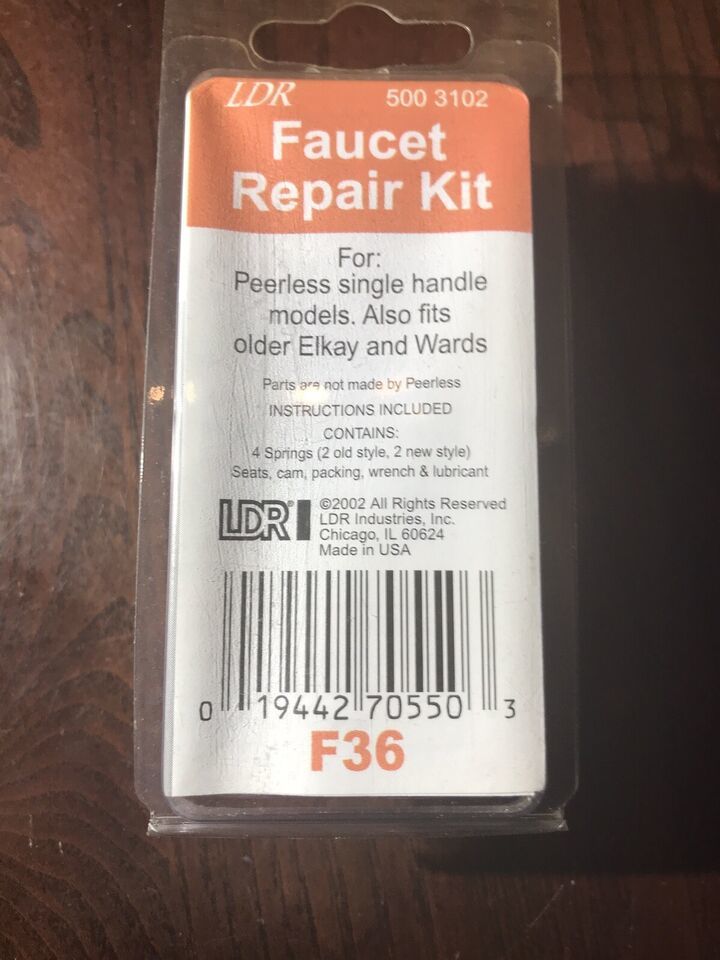 LDR 500 3102
Faucet
Repair Kit
For:
Peerless single handle
models. Also fits
older Elkay and Wards
Parts are not made by Peerless
INSTRUCTIONS INCLUDED
CONTAINS:
4 Springs (2 old style, 2 new style)
Seats, cam, packing, wrench & lubricant
LDR®
©2002 All Rights Reserved
LDR Industries, Inc.
Chicago, IL 60624
Made in USA
0 19442 70550 3
F36